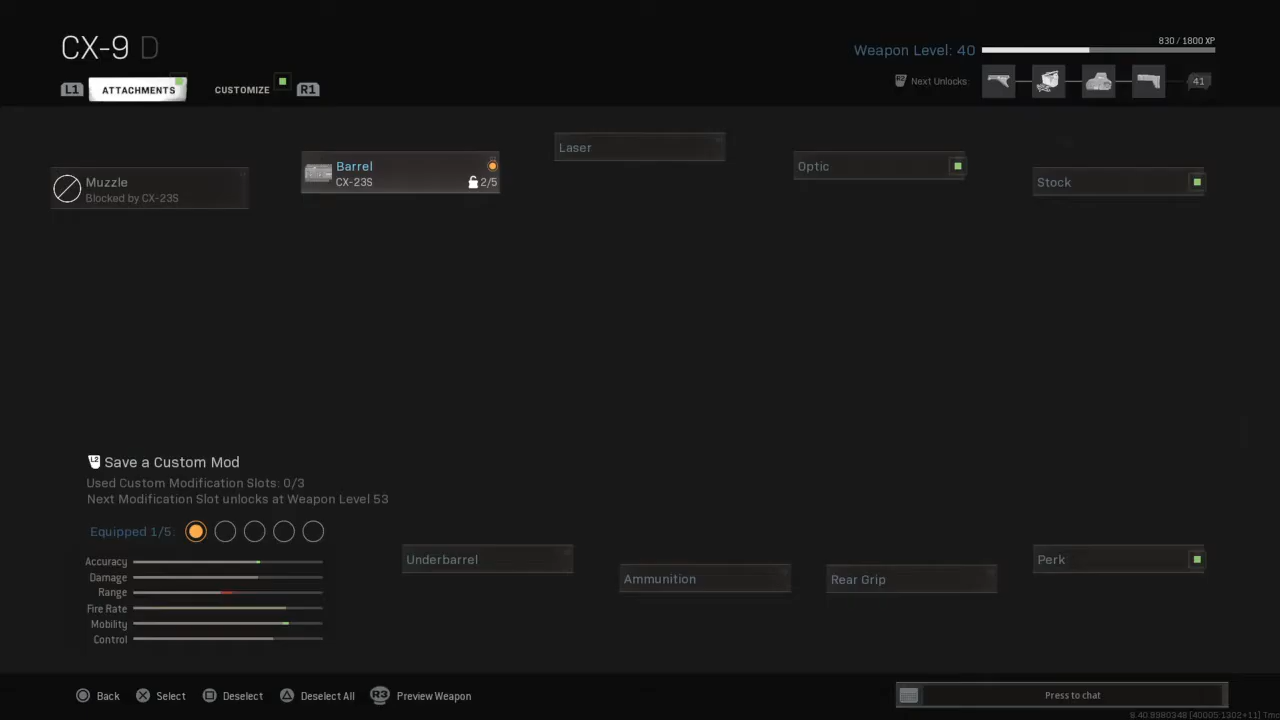 CX-9 D
Weapon Level: 40
830 / 1800 XP
L1
ATTACHMENTS
CUSTOMIZE
R1
Next Unlocks:
41
Muzzle
Blocked by CX-23S
Barrel
CX-23S
2/5
Laser
Optic
Stock
L2 Save a Custom Mod
Used Custom Modification Slots: 0/3
Next Modification Slot unlocks at Weapon Level 53
Equipped 1/5:
Accuracy
Damage
Range
Fire Rate
Mobility
Control
Underbarrel
Ammunition
Rear Grip
Perk
Back
Select
Deselect
Deselect All
R3 Preview Weapon
Press to chat